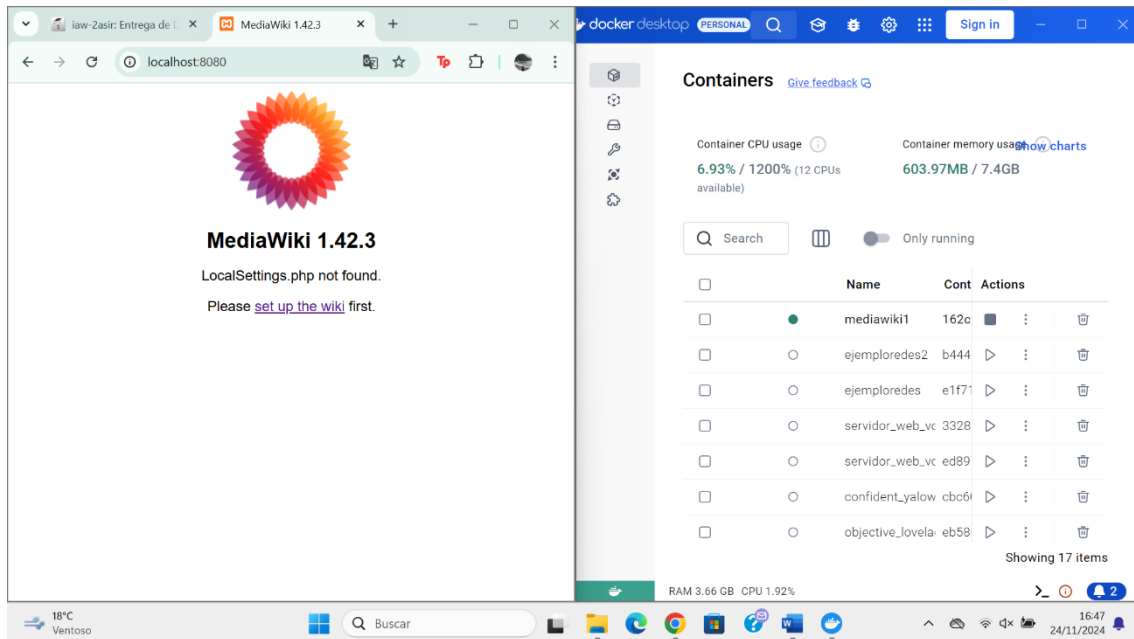 iaw-2asir: Entrega de D
MediaWiki 1.42.3
localhost:8080
Tp
MediaWiki 1.42.3
LocalSettings.php not found.
Please set up the wiki first.
docker desktop PERSONAL
Sign in
Containers Give feedback
Container CPU usage
6.93% / 1200% (12 CPUs available)
Container memory usage
603.97MB / 7.4GB
Show charts
Search
Only running
Name Cont Actions
mediawiki1 162c
ejemploredes2 b444
ejemploredes e1f71
servidor_web_vo 3328
servidor_web_vo ed89
confident_yalow cbc6
objective_lovela eb58
Showing 17 items
RAM 3.66 GB CPU 1.92%
>_
2
18°C
Ventoso
Buscar
16:47
24/11/2024